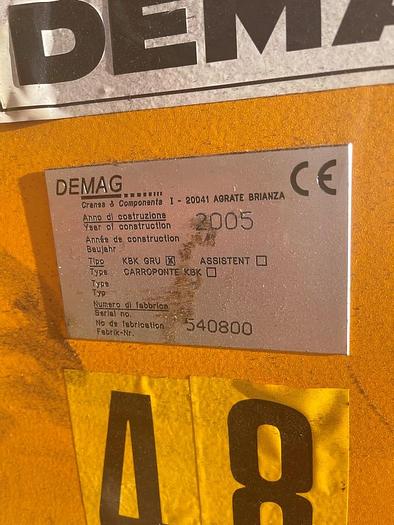 DEMA
DEMAG
Cranes & Components I - 20041 AGRATE BRIANZA CE
Anno di costruzione
Year of construction 2005
Année de construction
Baujahr
Tipo KBK GRU ☒ ASSISTENT ☐
Type CARROPONTE KBK ☐
Type
Typ
Numero di fabbrica
Serial no.
No de fabrication 540800
Fabrik-Nr.
A 8